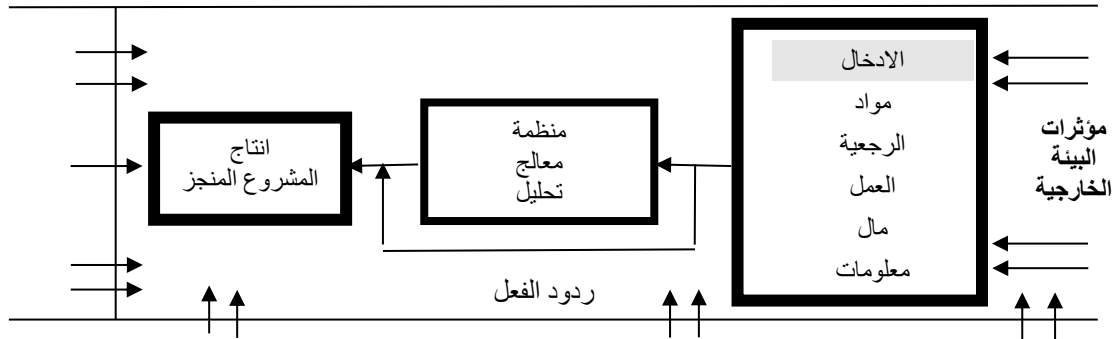 الادخال
مواد
الرجعية
العمل
مال
معلومات
مؤثرات
البيئة
الخارجية
منظمة
معالج
تحليل
انتاج
المشروع المنجز
ردود الفعل